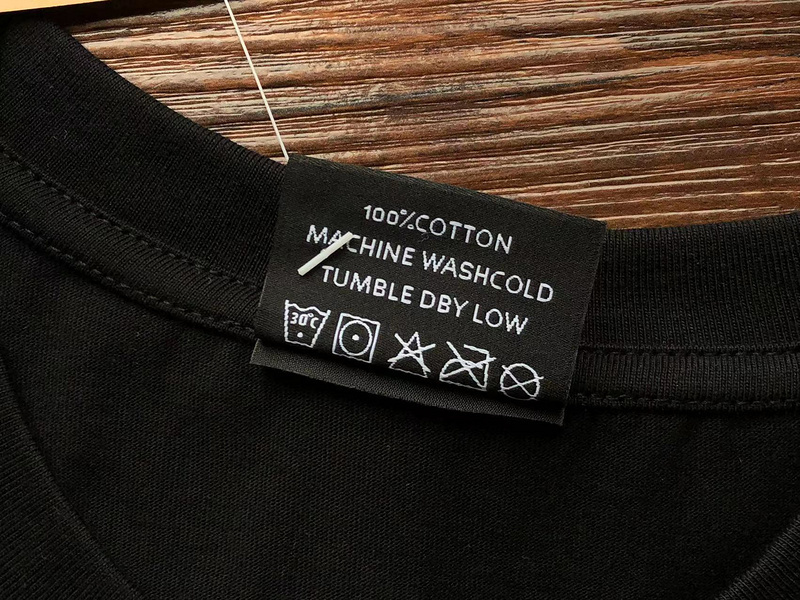 100%COTTON
MACHINE WASHCOLD
TUMBLE DBY LOW
30°C